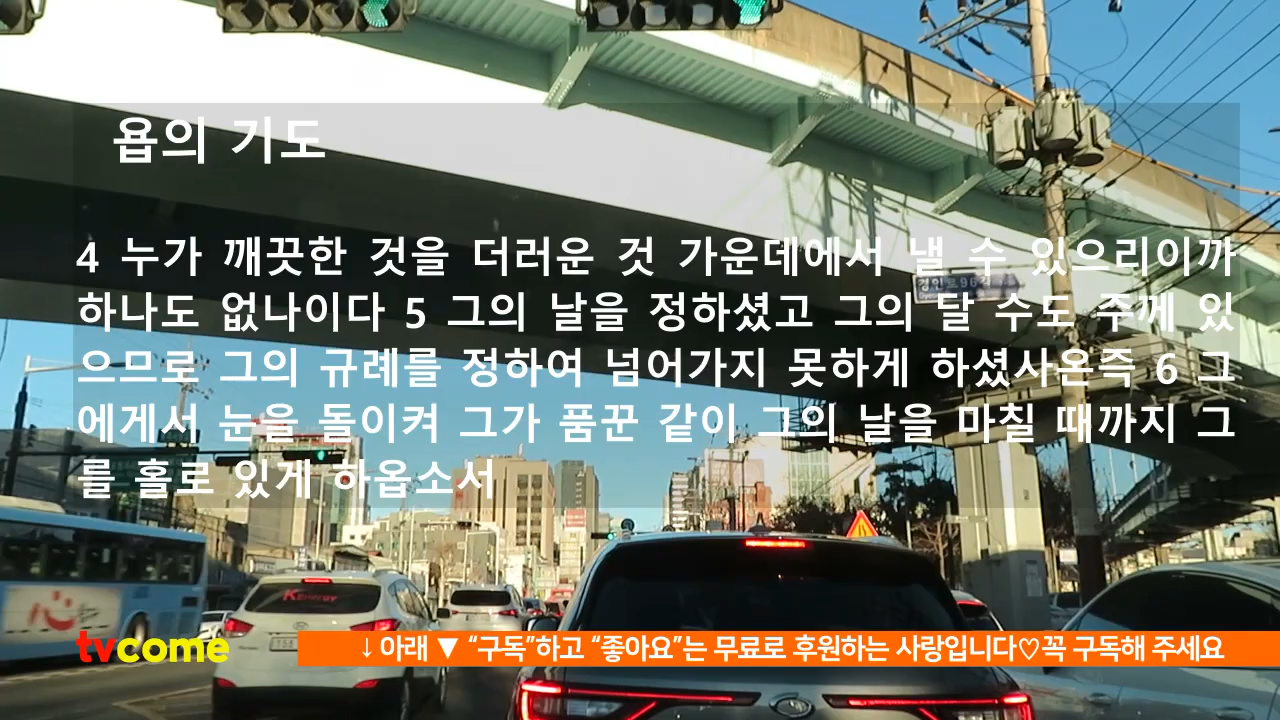 욥의 기도
4 누가 깨끗한 것을 더러운 것 가운데에서 낼 수 있으리이까
하나도 없나이다 5 그의 날을 정하셨고 그의 달 수도 주께 있
으므로 그의 규례를 정하여 넘어가지 못하게 하셨사온즉 6 그
에게서 눈을 돌이켜 그가 품꾼 같이 그의 날을 마칠 때까지 그
를 홀로 있게 하옵소서
tvcome
↓아래 ▼ “구독”하고 “좋아요”는 무료로 후원하는 사랑입니다♡꼭 구독해 주세요